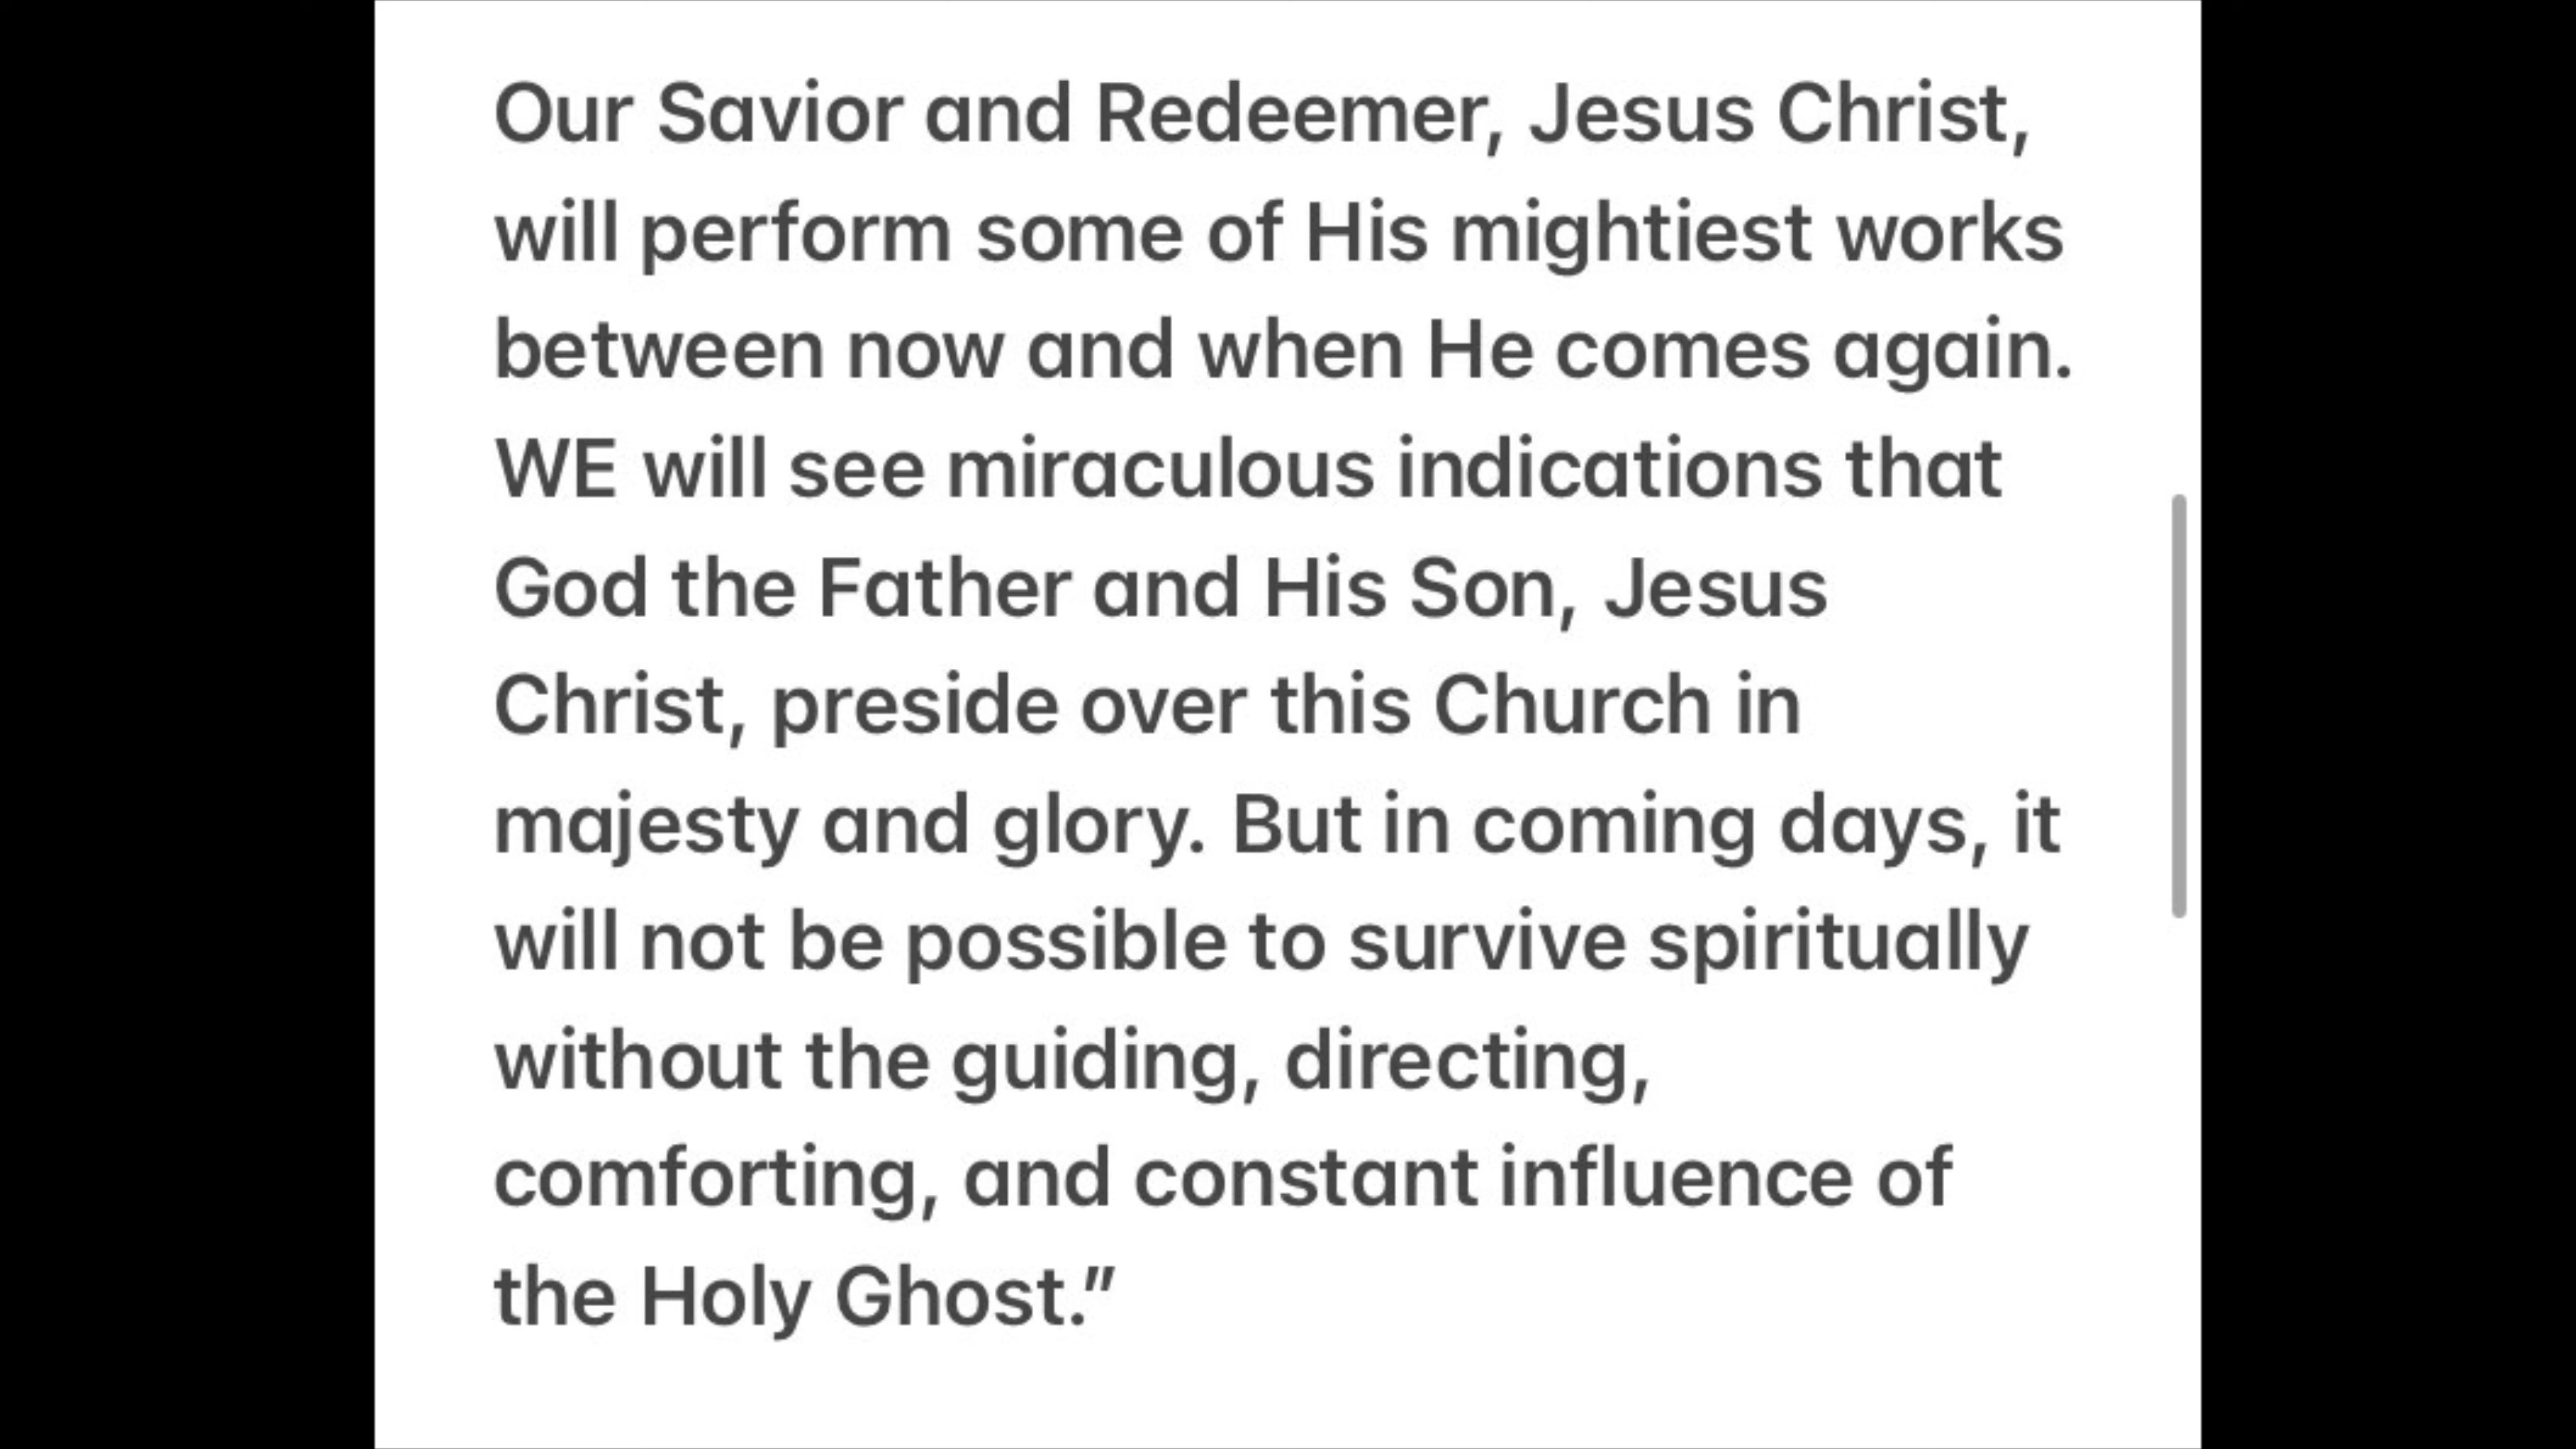 Our Savior and Redeemer, Jesus Christ,
will perform some of His mightiest works
between now and when He comes again.
WE will see miraculous indications that
God the Father and His Son, Jesus
Christ, preside over this Church in
majesty and glory. But in coming days, it
will not be possible to survive spiritually
without the guiding, directing,
comforting, and constant influence of
the Holy Ghost.”